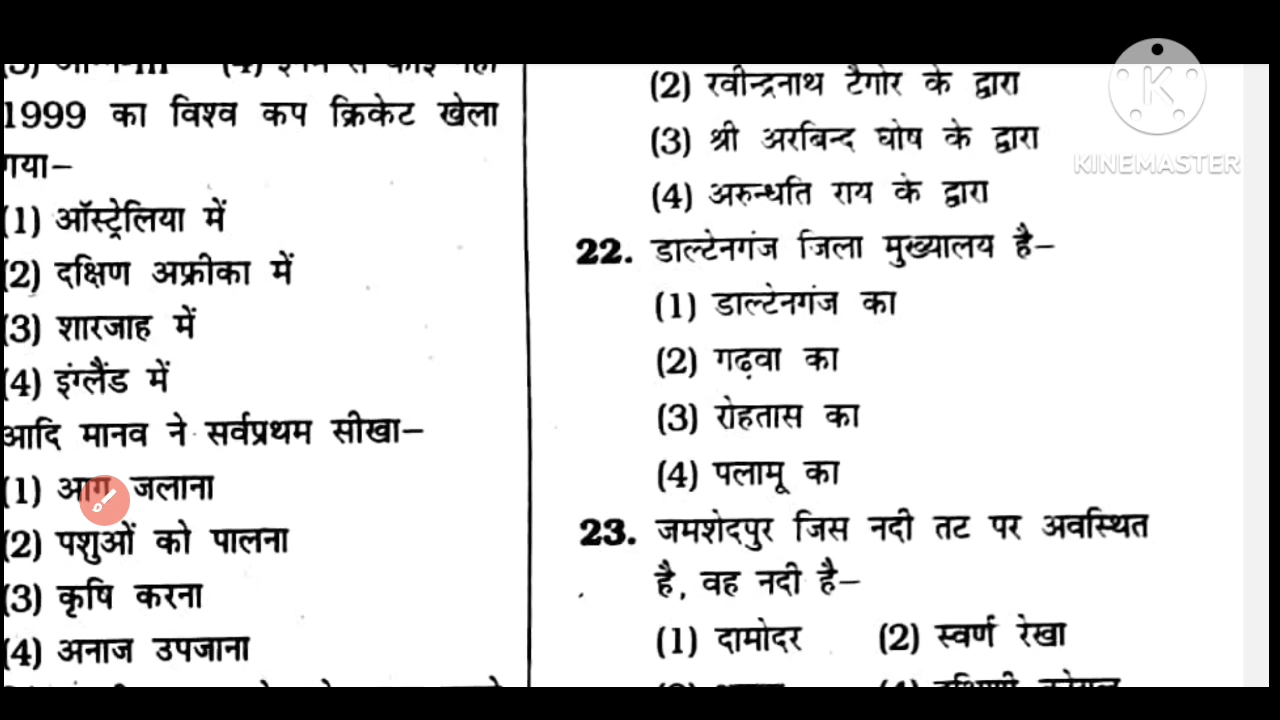 1999 का विश्व कप क्रिकेट खेला
गया–
(1) ऑस्ट्रेलिया में
(2) दक्षिण अफ्रीका में
(3) शारजाह में
(4) इंग्लैंड में
आदि मानव ने सर्वप्रथम सीखा–
(1) आग जलाना
(2) पशुओं को पालना
(3) कृषि करना
(4) अनाज उपजाना
(2) रवीन्द्रनाथ टैगोर के द्वारा
(3) श्री अरबिन्द घोष के द्वारा
(4) अरुन्धति राय के द्वारा
22. डाल्टेनगंज जिला मुख्यालय है–
(1) डाल्टेनगंज का
(2) गढ़वा का
(3) रोहतास का
(4) पलामू का
23. जमशेदपुर जिस नदी तट पर अवस्थित
है, वह नदी है–
(1) दामोदर (2) स्वर्ण रेखा
K
KINEMASTER